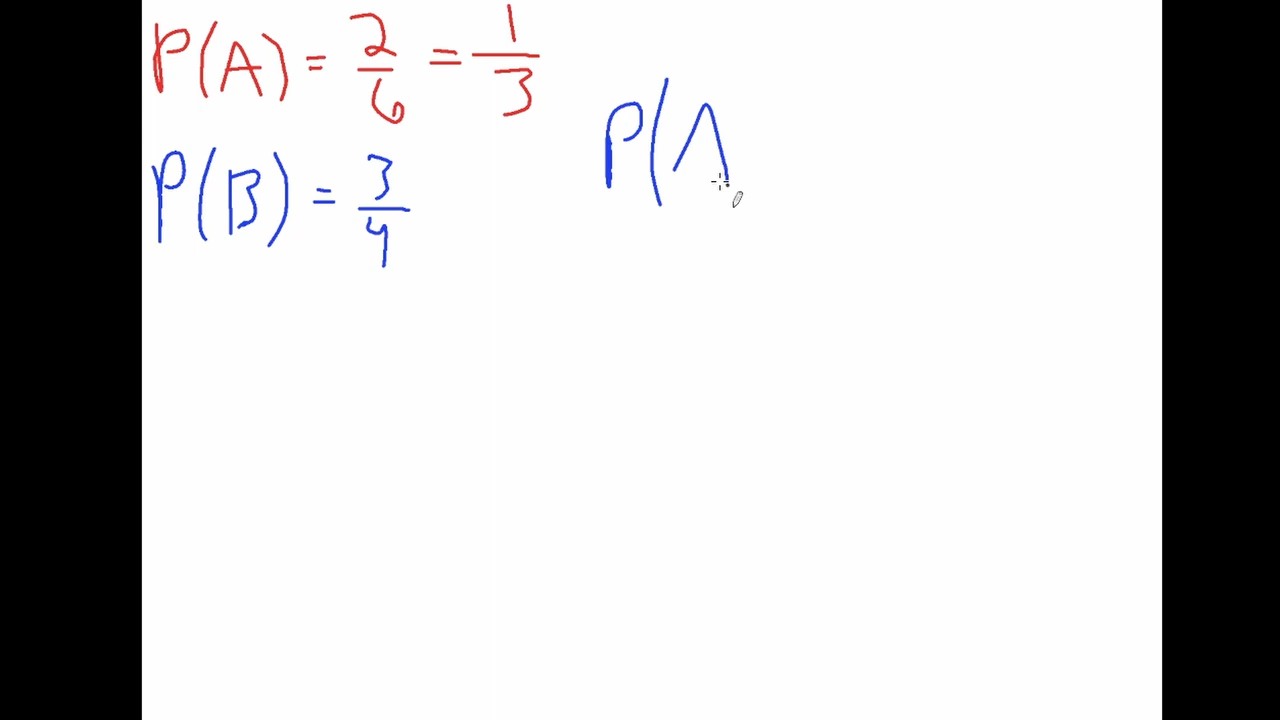 P(A) = 2/6 = 1/3
P(B) = 3/4
P(Λ